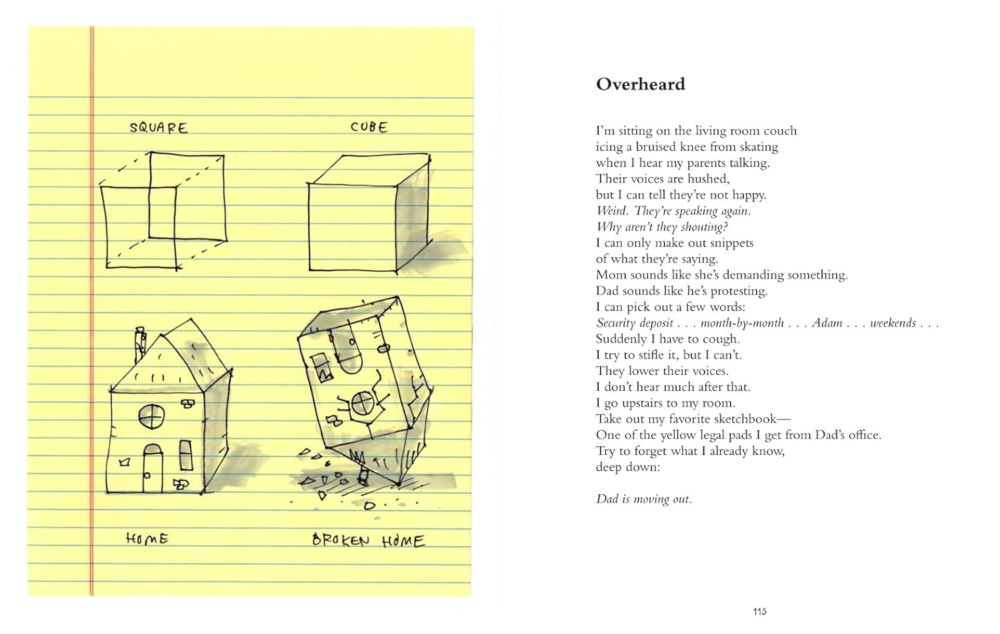 SQUARE
CUBE
HOME
BROKEN HOME
Overheard
I'm sitting on the living room couch
icing a bruised knee from skating
when I hear my parents talking.
Their voices are hushed,
but I can tell they're not happy.
Weird. They're speaking again.
Why aren't they shouting?
I can only make out snippets
of what they're saying.
Mom sounds like she's demanding something.
Dad sounds like he's protesting.
I can pick out a few words:
Security deposit . . . month-by-month . . . Adam . . . weekends . . .
Suddenly I have to cough.
I try to stifle it, but I can't.
They lower their voices.
I don't hear much after that.
I go upstairs to my room.
Take out my favorite sketchbook—
One of the yellow legal pads I get from Dad's office.
Try to forget what I already know,
deep down:
Dad is moving out.
115